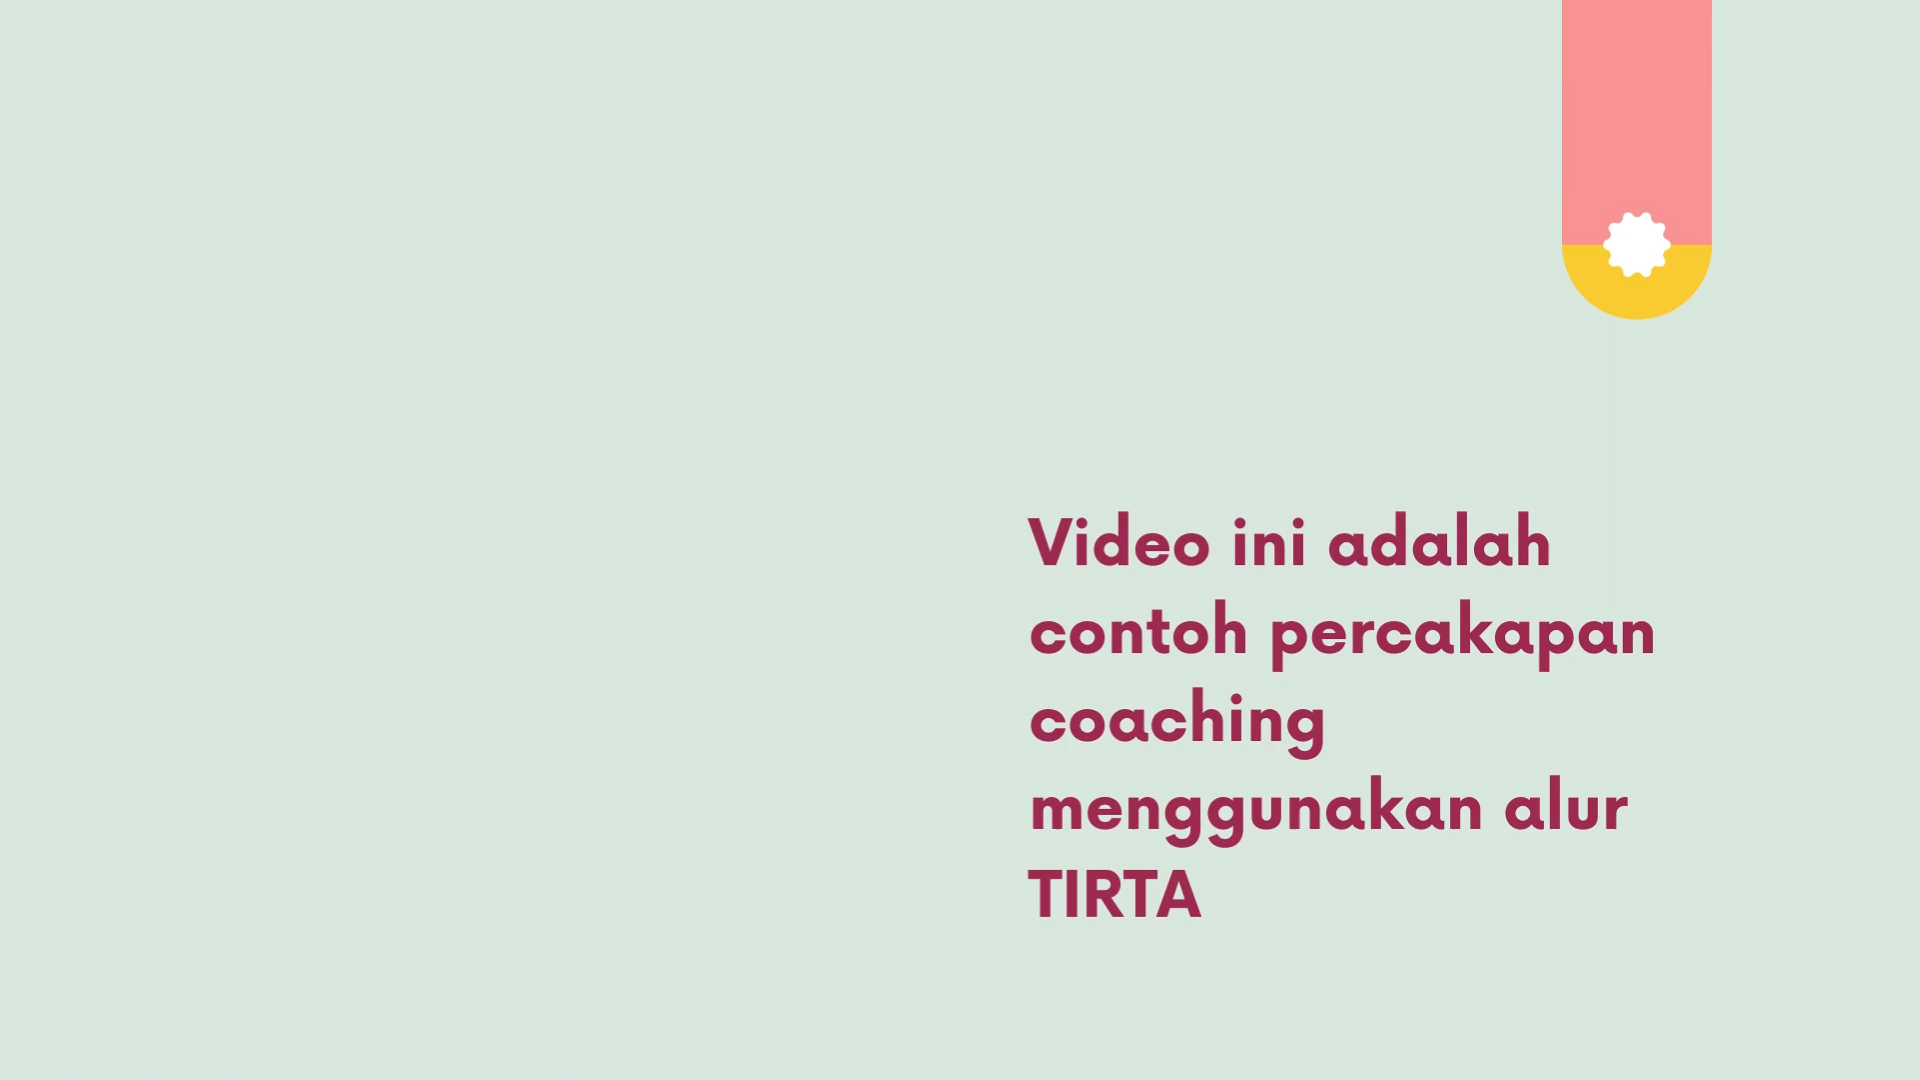 Video ini adalah
contoh percakapan
coaching
menggunakan alur
TIRTA